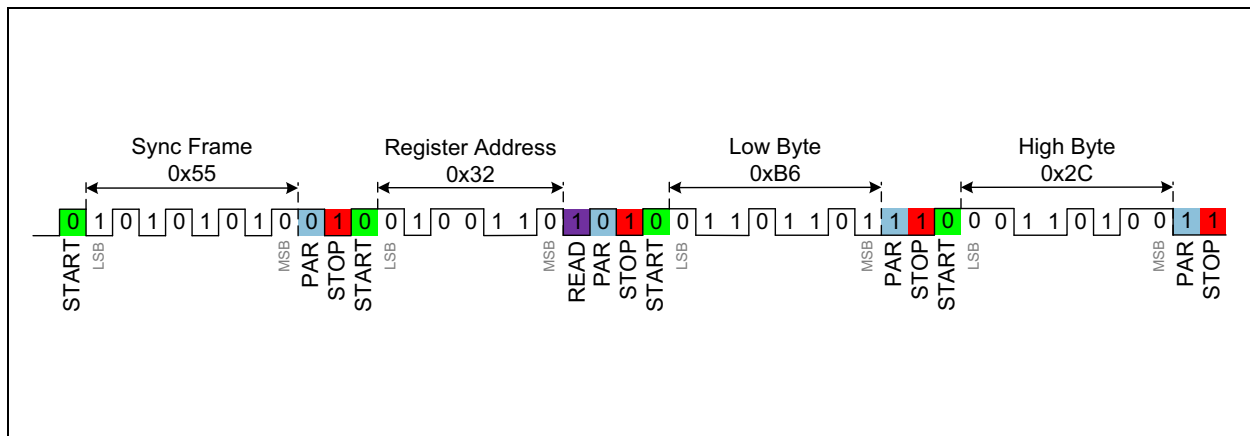 Sync Frame
0x55
Register Address
0x32
Low Byte
0xB6
High Byte
0x2C
0 1 0 1 0 1 0 1 0 0 1 0 0 1 0 0 1 1 0 1 0 1 0 0 1 1 0 1 1 0 1 1 1 0 0 0 1 1 0 1 0 0 1 1
START
LSB
MSB
PAR
STOP
START
LSB
MSB
READ
PAR
STOP
START
LSB
MSB
PAR
STOP
START
LSB
MSB
PAR
STOP